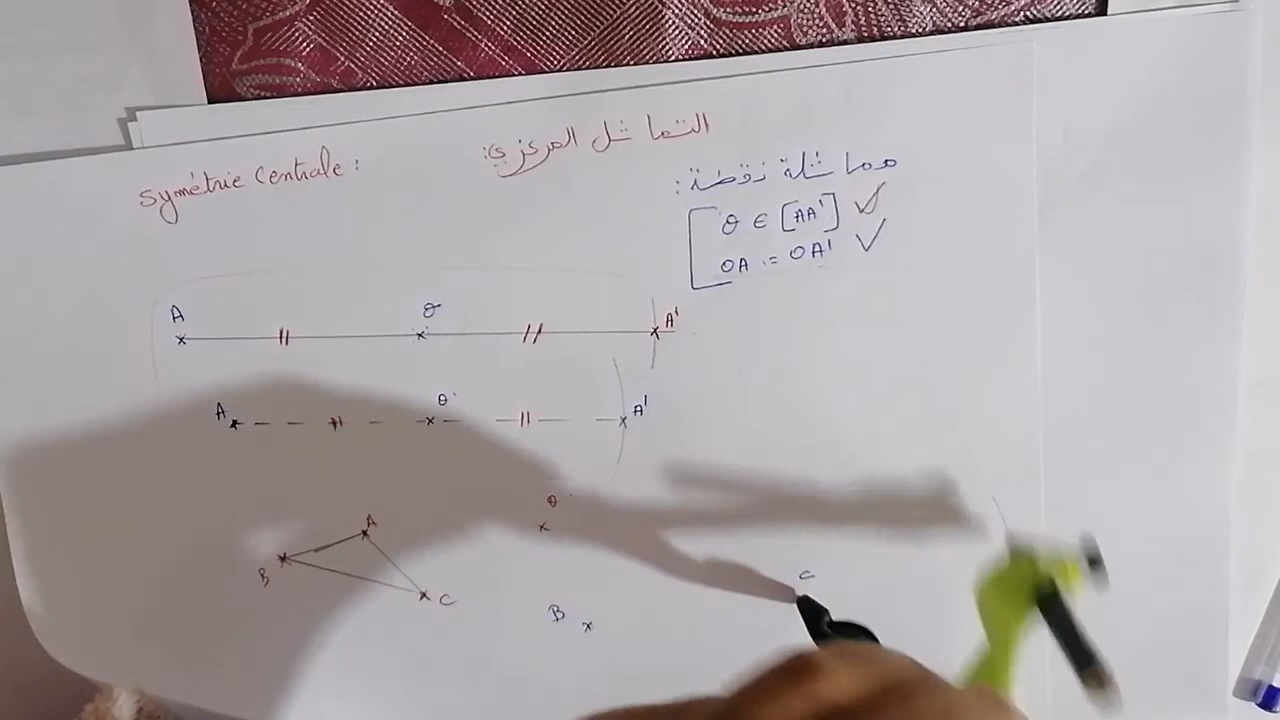 التماثل المركزي:
symétrie centrale :
مماثلة نقطة :
O ∈ [AA']
OA = OA'
A O A'
A O A'
A O
B C
B C